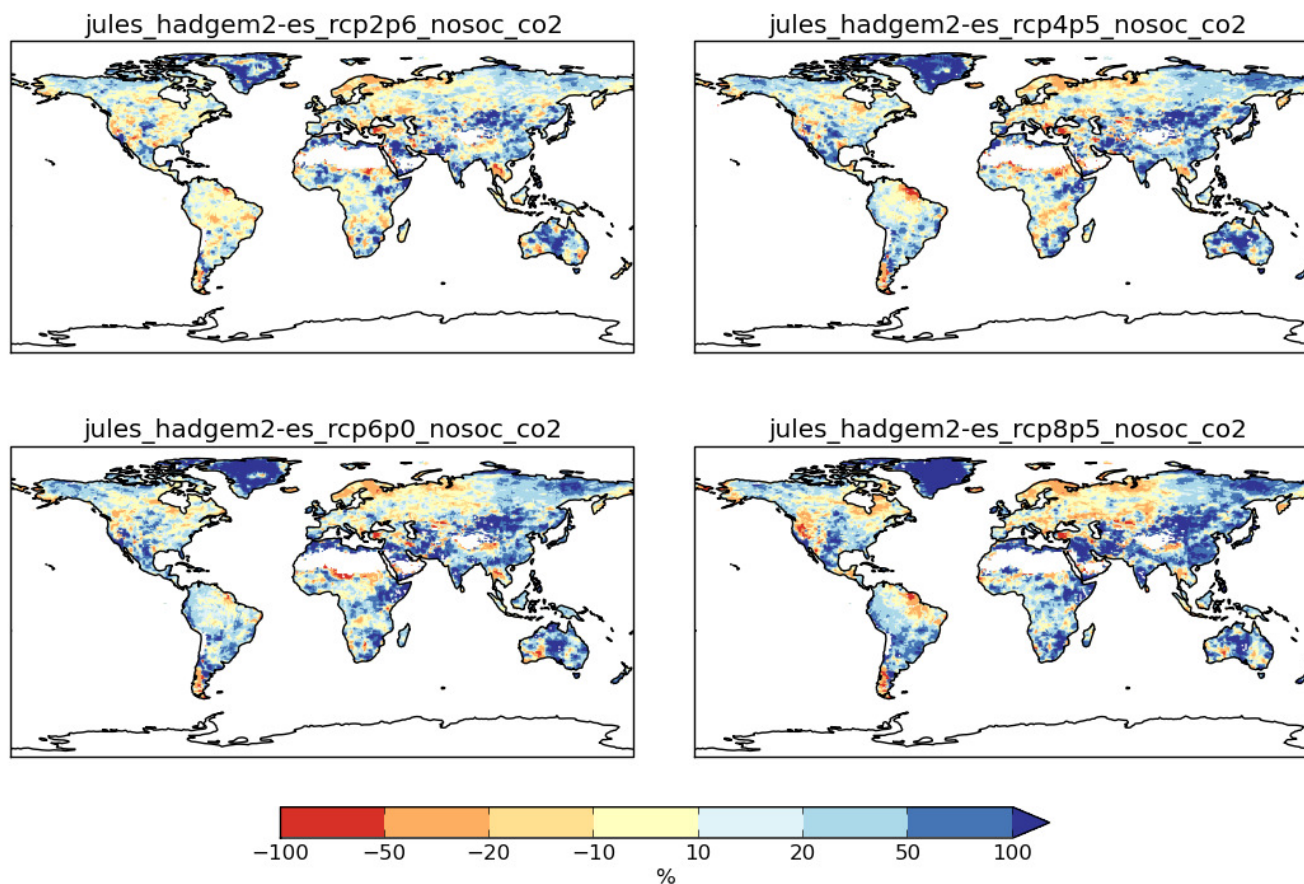 jules_hadgem2-es_rcp2p6_nosoc_co2
jules_hadgem2-es_rcp4p5_nosoc_co2
jules_hadgem2-es_rcp6p0_nosoc_co2
jules_hadgem2-es_rcp8p5_nosoc_co2
−100 −50 −20 −10 10 20 50 100
%